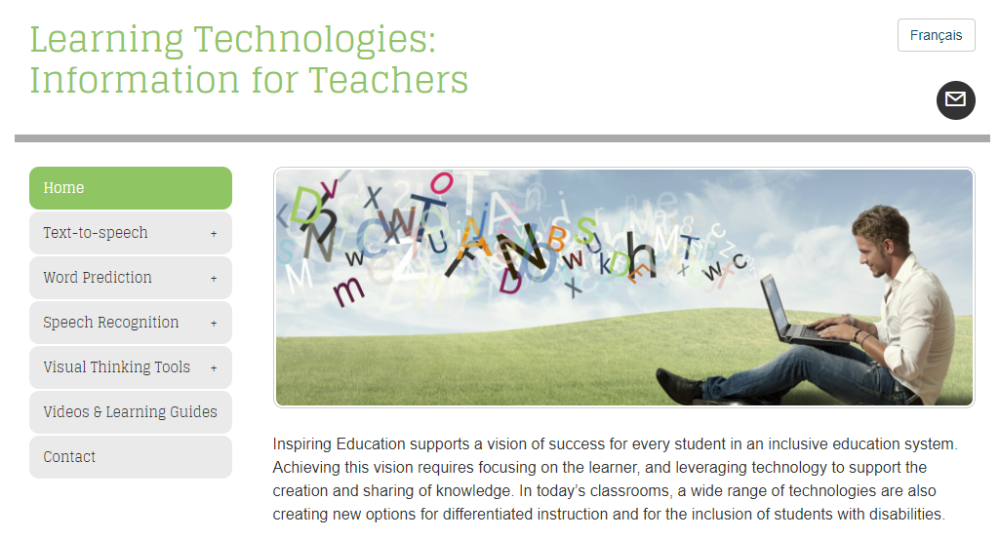 Learning Technologies:
Information for Teachers
Français
Home
Text-to-speech +
Word Prediction +
Speech Recognition +
Visual Thinking Tools +
Videos & Learning Guides
Contact
Inspiring Education supports a vision of success for every student in an inclusive education system.
Achieving this vision requires focusing on the learner, and leveraging technology to support the
creation and sharing of knowledge. In today’s classrooms, a wide range of technologies are also
creating new options for differentiated instruction and for the inclusion of students with disabilities.